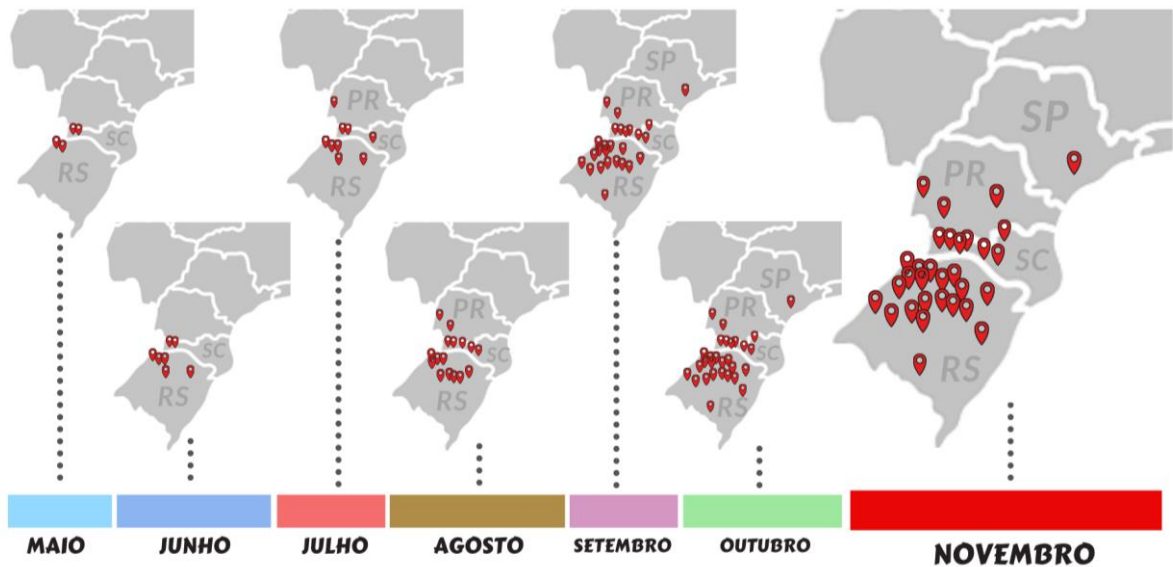 SC
RS
PR
SC
RS
SP
PR
SC
RS
SP
PR
SC
RS
SC
RS
PR
SC
RS
SP
PR
SC
RS
MAIO
JUNHO
JULHO
AGOSTO
SETEMBRO
OUTUBRO
NOVEMBRO